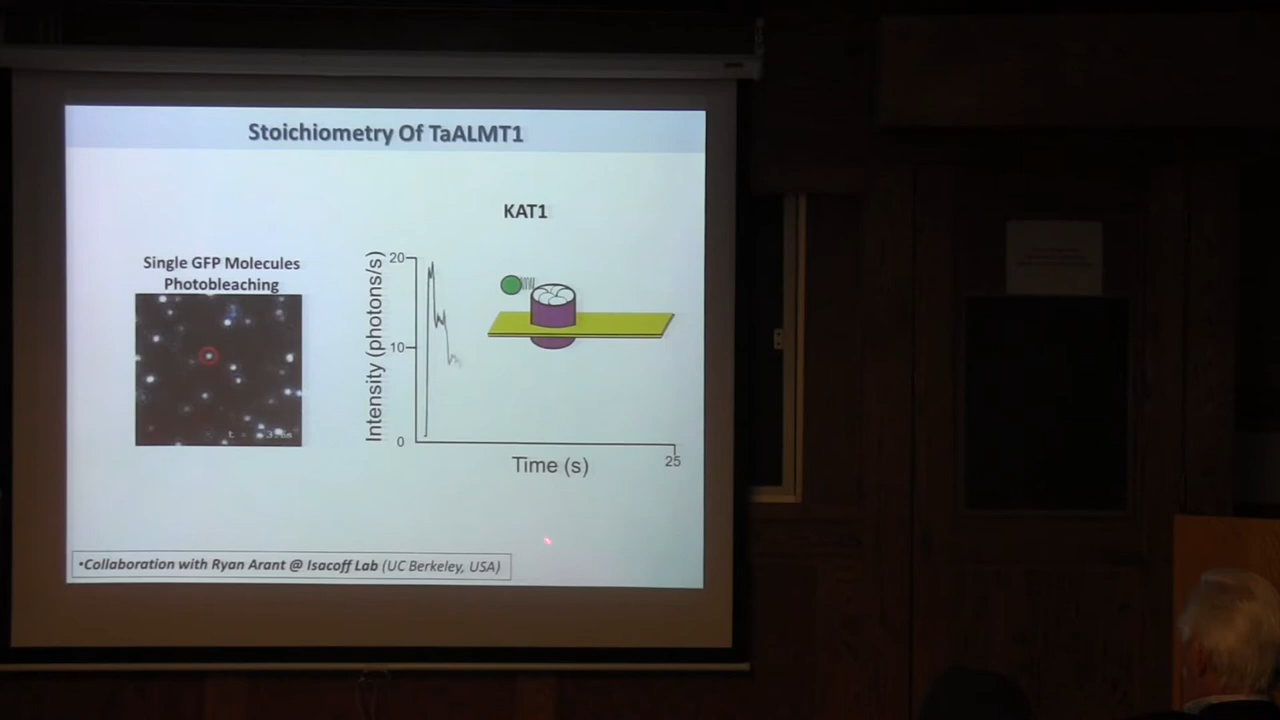 Stoichiometry Of TaALMT1
KAT1
Single GFP Molecules
Photobleaching
Intensity (photons/s)
20
10
0
Time (s)
25
•Collaboration with Ryan Arant @ Isacoff Lab (UC Berkeley, USA)